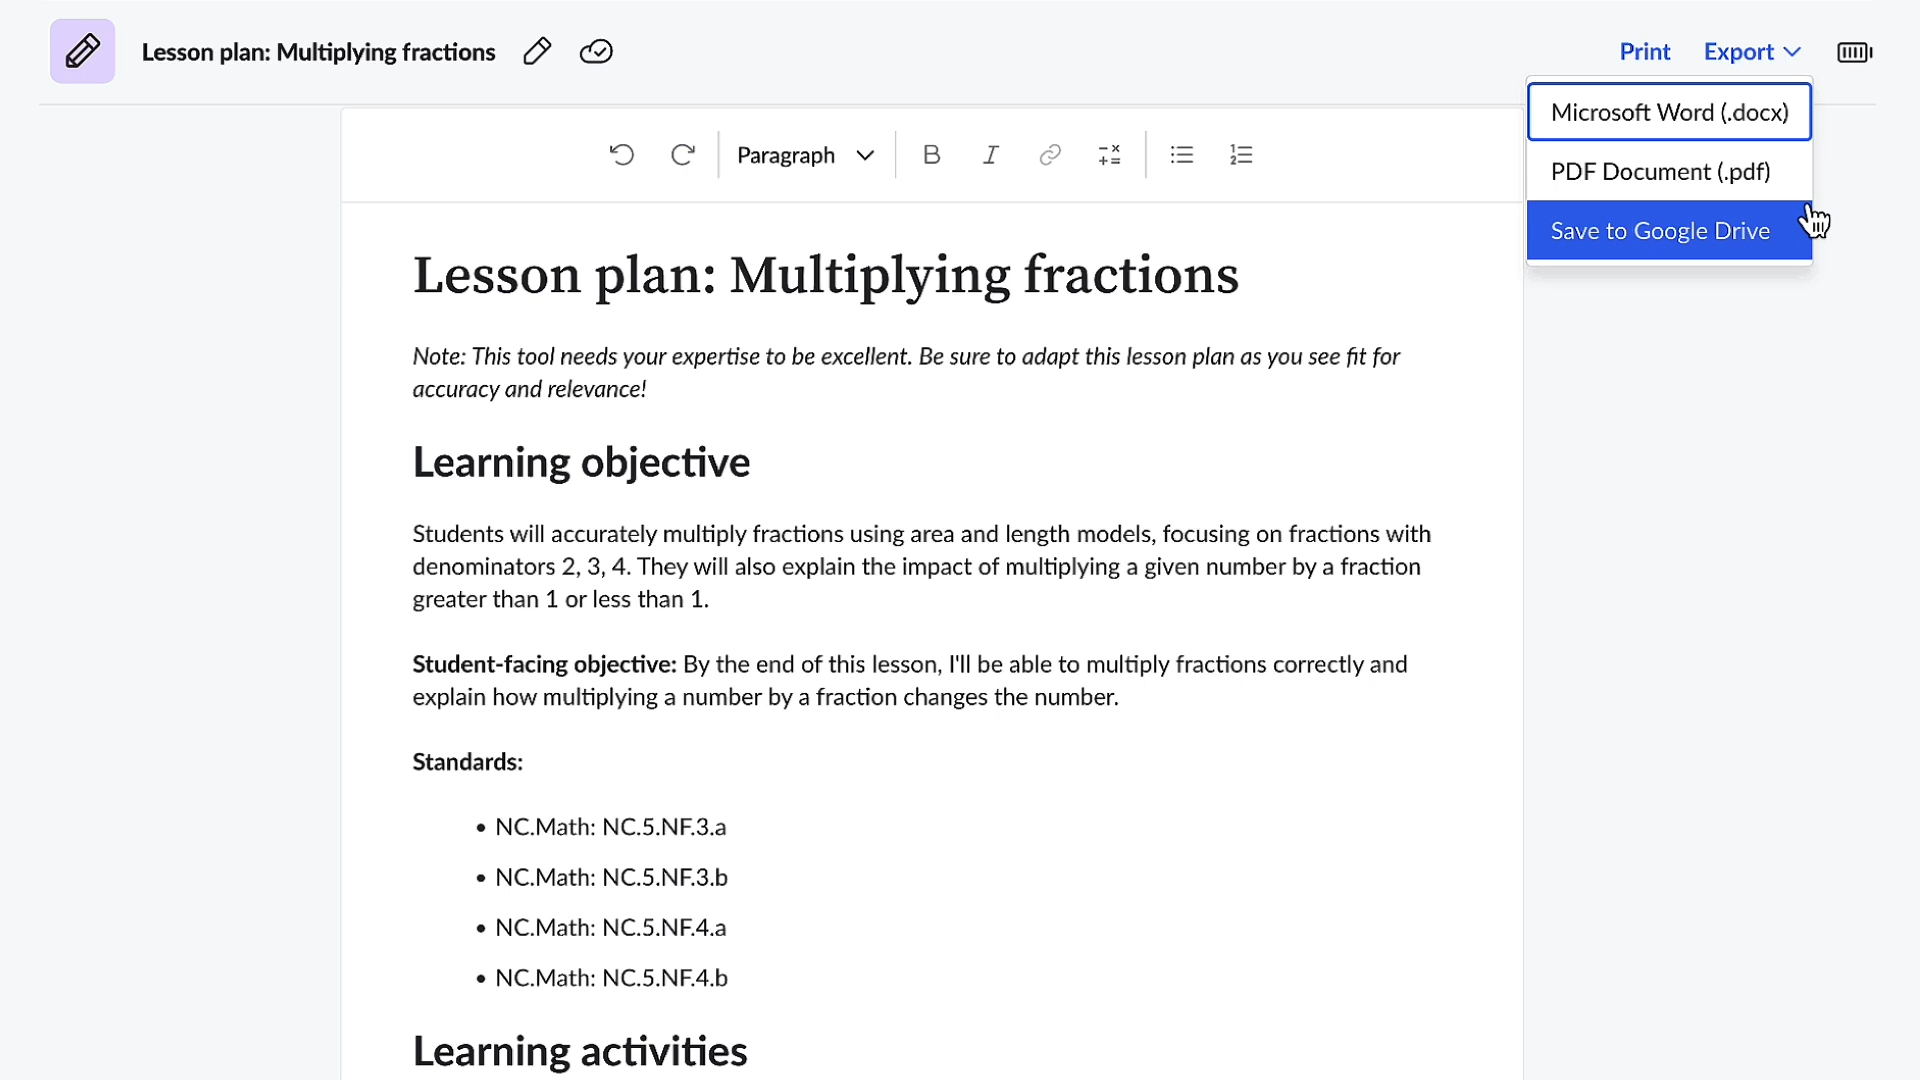 Lesson plan: Multiplying fractions
Print Export
Microsoft Word (.docx)
PDF Document (.pdf)
Save to Google Drive
Paragraph B I
Lesson plan: Multiplying fractions
Note: This tool needs your expertise to be excellent. Be sure to adapt this lesson plan as you see fit for
accuracy and relevance!
Learning objective
Students will accurately multiply fractions using area and length models, focusing on fractions with
denominators 2, 3, 4. They will also explain the impact of multiplying a given number by a fraction
greater than 1 or less than 1.
Student-facing objective: By the end of this lesson, I'll be able to multiply fractions correctly and
explain how multiplying a number by a fraction changes the number.
Standards:
• NC.Math: NC.5.NF.3.a
• NC.Math: NC.5.NF.3.b
• NC.Math: NC.5.NF.4.a
• NC.Math: NC.5.NF.4.b
Learning activities